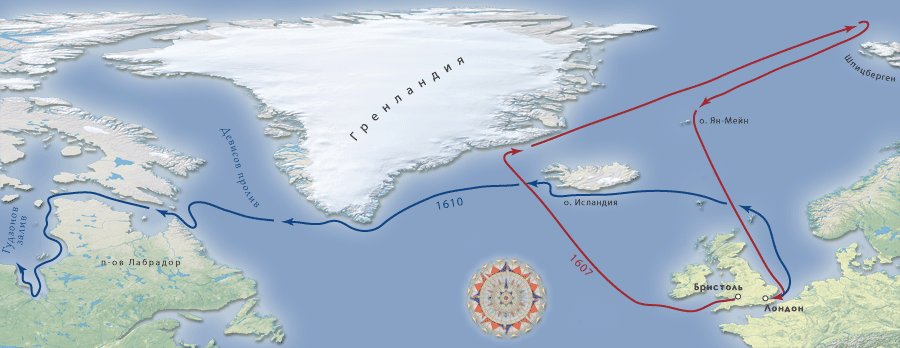 Шпицберген
Гренландия
о. Ян-Мейн
Девисов пролив
1610
о. Исландия
Гудзонов
залив
п-ов Лабрадор
1607
Бристоль
Лондон